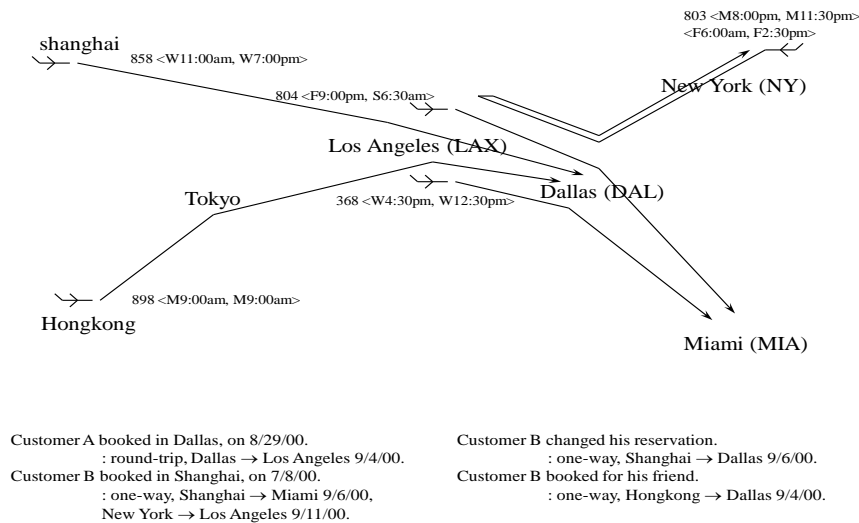 803 <M8:00pm, M11:30pm>
<F6:00am, F2:30pm>
shanghai
858 <W11:00am, W7:00pm>
New York (NY)
804 <F9:00pm, S6:30am>
Los Angeles (LAX)
Dallas (DAL)
Tokyo
368 <W4:30pm, W12:30pm>
898 <M9:00am, M9:00am>
Hongkong
Miami (MIA)
Customer A booked in Dallas, on 8/29/00.
: round-trip, Dallas → Los Angeles 9/4/00.
Customer B booked in Shanghai, on 7/8/00.
: one-way, Shanghai → Miami 9/6/00,
New York → Los Angeles 9/11/00.
Customer B changed his reservation.
: one-way, Shanghai → Dallas 9/6/00.
Customer B booked for his friend.
: one-way, Hongkong → Dallas 9/4/00.